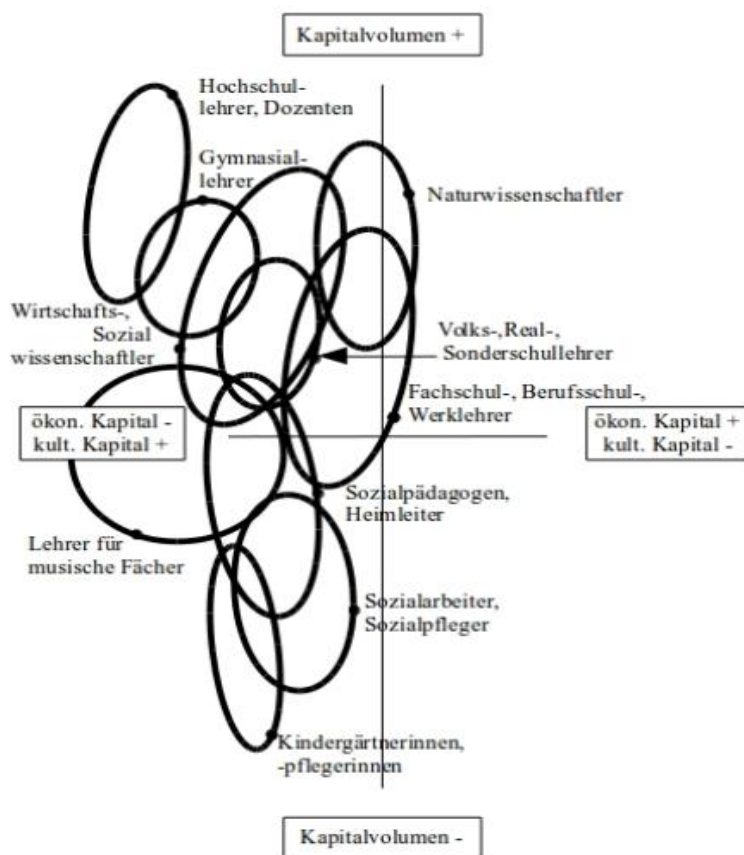 Kapitalvolumen +
Hochschul-
lehrer, Dozenten
Gymnasial-
lehrer
Naturwissenschaftler
Wirtschafts-,
Sozial
wissenschaftler
Volks-,Real-,
Sonderschullehrer
Fachschul-, Berufsschul-,
Werklehrer
ökon. Kapital -
kult. Kapital +
ökon. Kapital +
kult. Kapital -
Sozialpädagogen,
Heimleiter
Lehrer für
musische Fächer
Sozialarbeiter,
Sozialpfleger
Kindergärtnerinnen,
-pflegerinnen
Kapitalvolumen -